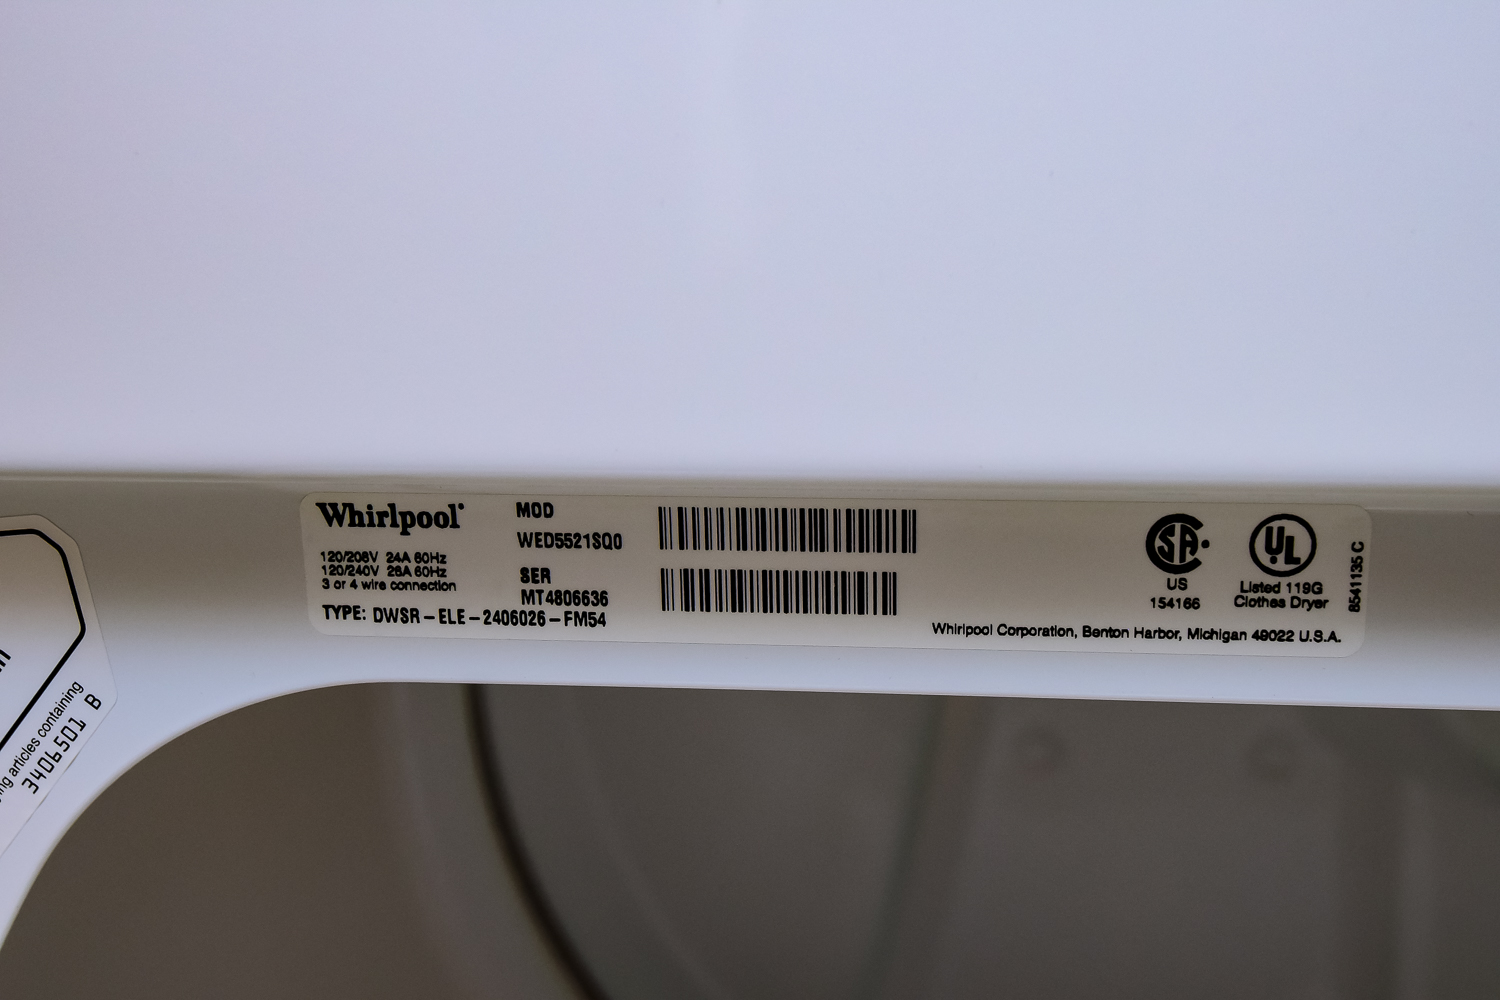 Whirlpool
120/208V 24A 60Hz
120/240V 26A 60Hz
3 or 4 wire connection
TYPE: DWSR-ELE-2406026-FM54
MOD
WED5521SQ0
SER
MT4806636
SA
US
154166
UL
Listed 119G
Clothes Dryer
8541135 C
Whirlpool Corporation, Benton Harbor, Michigan 49022 U.S.A.
articles containing
3406501 B